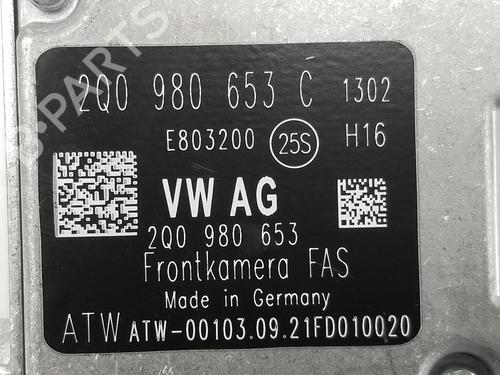 2Q0 980 653 C 1302
E803200 25S H16
VW AG
2Q0 980 653
Frontkamera FAS
Made in Germany
ATW ATW-00103.09.21FD010020
B-PARTS